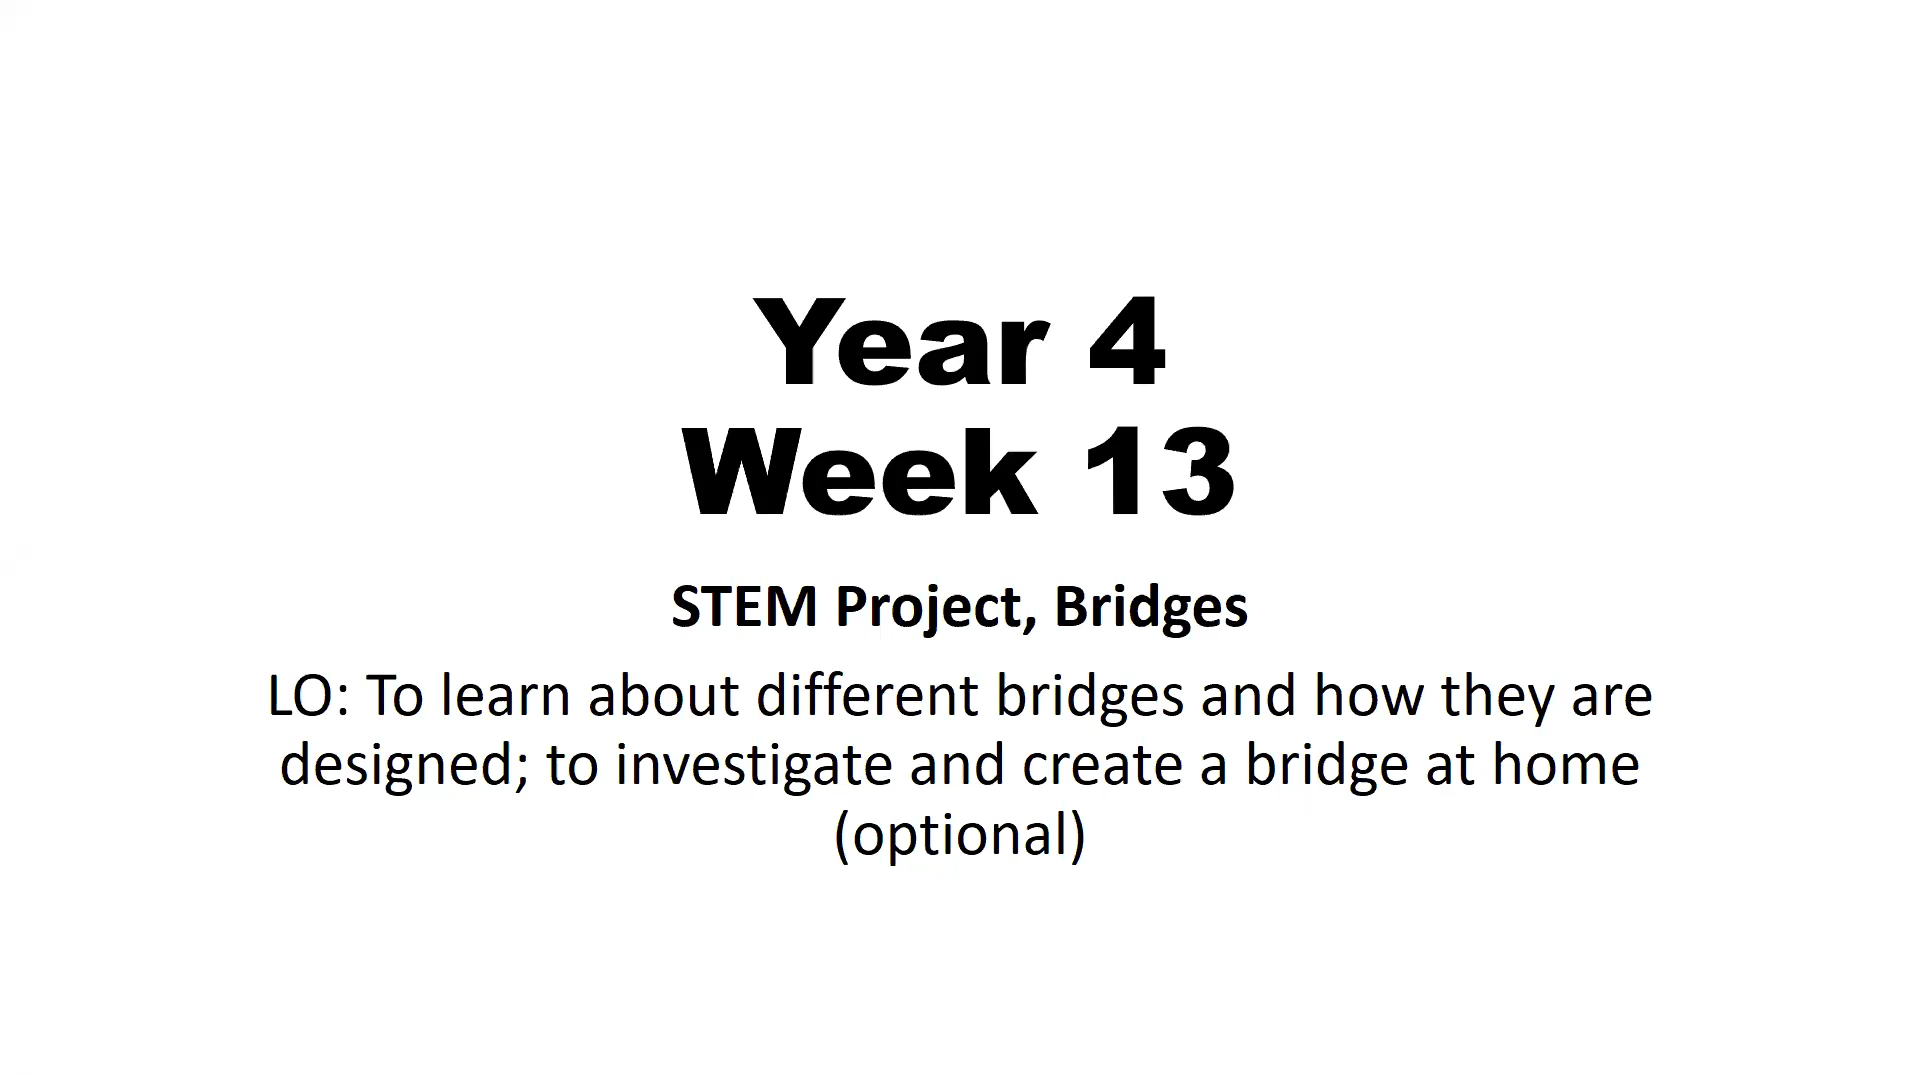 Year 4
Week 13
STEM Project, Bridges
LO: To learn about different bridges and how they are
designed; to investigate and create a bridge at home
(optional)